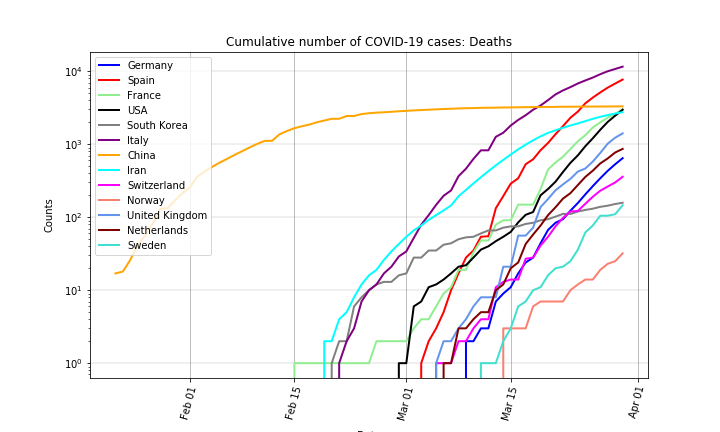 Cumulative number of COVID-19 cases: Deaths
Counts
10⁴
10³
10²
10¹
10⁰
Germany
Spain
France
USA
South Korea
Italy
China
Iran
Switzerland
Norway
United Kingdom
Netherlands
Sweden
Feb 01
Feb 15
Mar 01
Mar 15
Apr 01